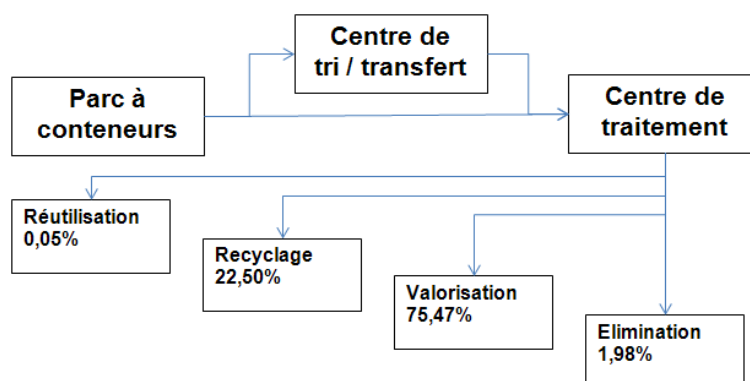 Centre de
tri / transfert
Parc à
conteneurs
Centre de
traitement
Réutilisation
0,05%
Recyclage
22,50%
Valorisation
75,47%
Elimination
1,98%